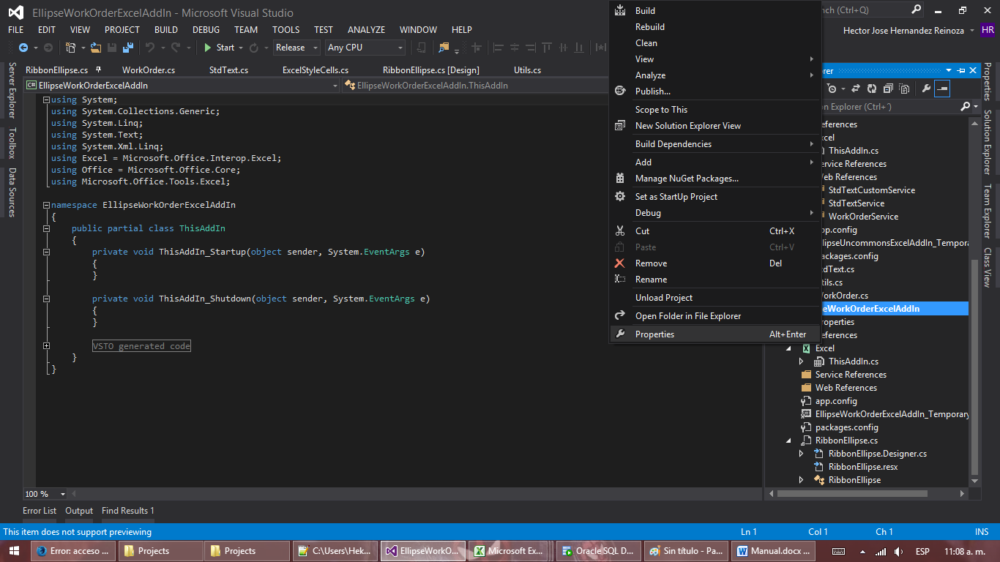 EllipseWorkOrderExcelAddIn - Microsoft Visual Studio
nch (Ctrl+Q)
FILE EDIT VIEW PROJECT BUILD DEBUG TEAM TOOLS TEST ANALYZE WINDOW HELP
Hector Jose Hernandez Reinoza HR
Start Release Any CPU
RibbonEllipse.cs WorkOrder.cs StdText.cs ExcelStyleCells.cs RibbonEllipse.cs [Design] Utils.cs
EllipseWorkOrderExcelAddIn EllipseWorkOrderExcelAddIn.ThisAddIn
Server Explorer
Toolbox
Data Sources
using System;
using System.Collections.Generic;
using System.Linq;
using System.Text;
using System.Xml.Linq;
using Excel = Microsoft.Office.Interop.Excel;
using Office = Microsoft.Office.Core;
using Microsoft.Office.Tools.Excel;
namespace EllipseWorkOrderExcelAddIn
{
public partial class ThisAddIn
{
private void ThisAddIn_Startup(object sender, System.EventArgs e)
{
}
private void ThisAddIn_Shutdown(object sender, System.EventArgs e)
{
}
VSTO generated code
}
}
100 %
Build
Rebuild
Clean
View
Analyze
Publish...
Scope to This
New Solution Explorer View
Build Dependencies
Add
Manage NuGet Packages...
Set as StartUp Project
Debug
Cut Ctrl+X
Paste Ctrl+V
Remove Del
Rename
Unload Project
Open Folder in File Explorer
Properties Alt+Enter
rer
on Explorer (Ctrl+´)
eferences
cel
ThisAddIn.cs
ervice References
eb References
StdTextCustomService
StdTextService
WorkOrderService
pp.config
lipseUncommonsExcelAddIn_Tempora
ackages.config
tdText.cs
tils.cs
orkOrder.cs
seWorkOrderExcelAddIn
roperties
eferences
Excel
ThisAddIn.cs
Service References
Web References
app.config
EllipseWorkOrderExcelAddIn_Temporary
packages.config
RibbonEllipse.cs
RibbonEllipse.Designer.cs
RibbonEllipse.resx
RibbonEllipse
Properties
Solution Explorer
Team Explorer
Class View
Error List Output Find Results 1
This item does not support previewing Ln 1 Col 1 Ch 1 INS
Error: acceso ... Projects Projects C:\Users\Hek... EllipseWorkO... Microsoft Ex... Oracle SQL D... Sin título - Pa... Manual.docx ... ESP 11:08 a. m.